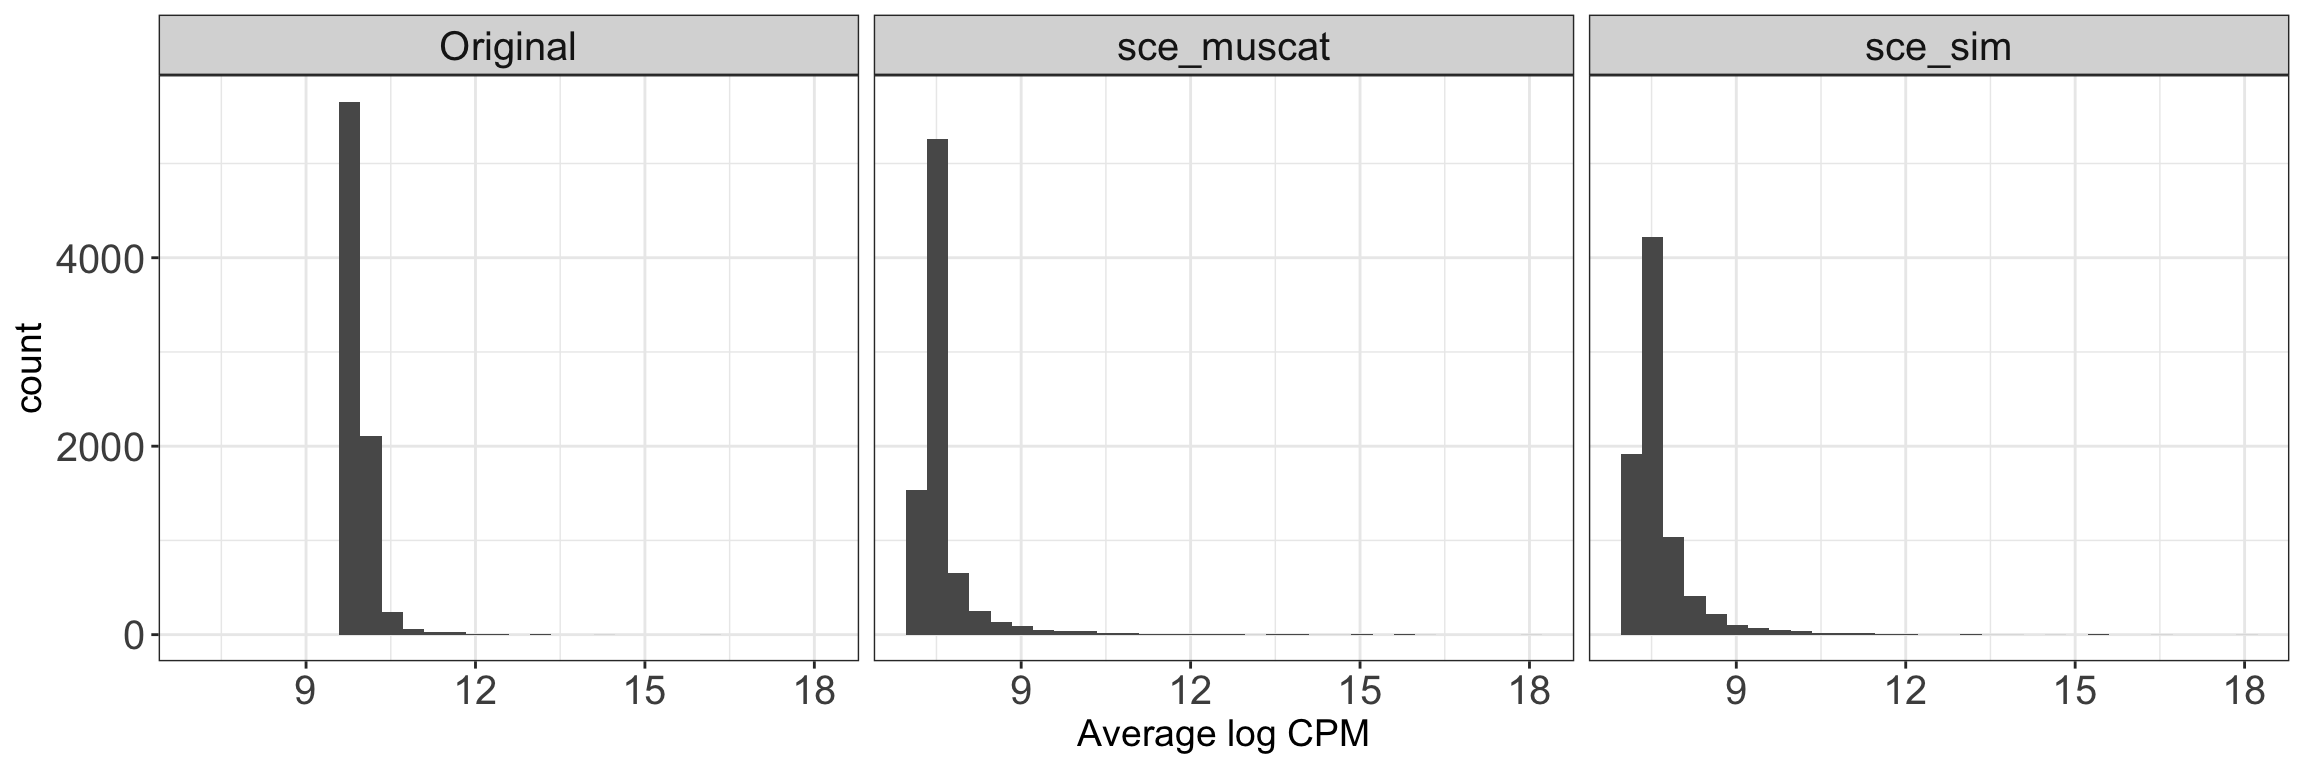 Original sce_muscat sce_sim
count
4000
2000
0
9 12 15 18 9 12 15 18 9 12 15 18
Average log CPM